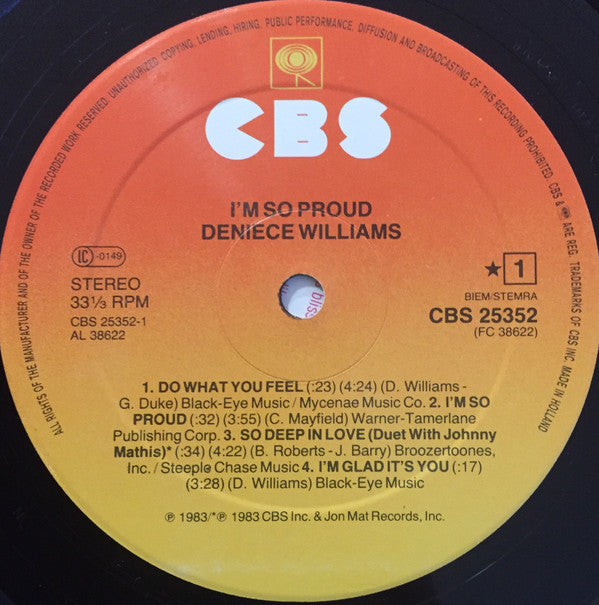 ALL RIGHTS OF THE MANUFACTURER AND OF THE OWNER OF THE RECORDED WORK RESERVED. UNAUTHORIZED COPYING, LENDING, HIRING, PUBLIC PERFORMANCE, DIFFUSION AND BROADCASTING OF THIS RECORDING PROHIBITED. CBS & ARE REG. TRADEMARKS OF CBS INC. MADE IN HOLLAND
CBS
I'M SO PROUD
DENIECE WILLIAMS
IC -0149
STEREO
33⅓ RPM
CBS 25352-1
AL 38622
★ 1
BIEM/STEMRA
CBS 25352
(FC 38622)
bliss
1. DO WHAT YOU FEEL (:23) (4:24) (D. Williams -
G. Duke) Black-Eye Music / Mycenae Music Co. 2. I'M SO
PROUD (:32) (3:55) (C. Mayfield) Warner-Tamerlane
Publishing Corp. 3. SO DEEP IN LOVE (Duet With Johnny
Mathis)* (:34) (4:22) (B. Roberts - J. Barry) Broozertoones,
Inc. / Steeple Chase Music 4. I'M GLAD IT'S YOU (:17)
(3:28) (D. Williams) Black-Eye Music
℗ 1983/*℗ 1983 CBS Inc. & Jon Mat Records, Inc.